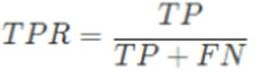 TPR = TP / (TP + FN)